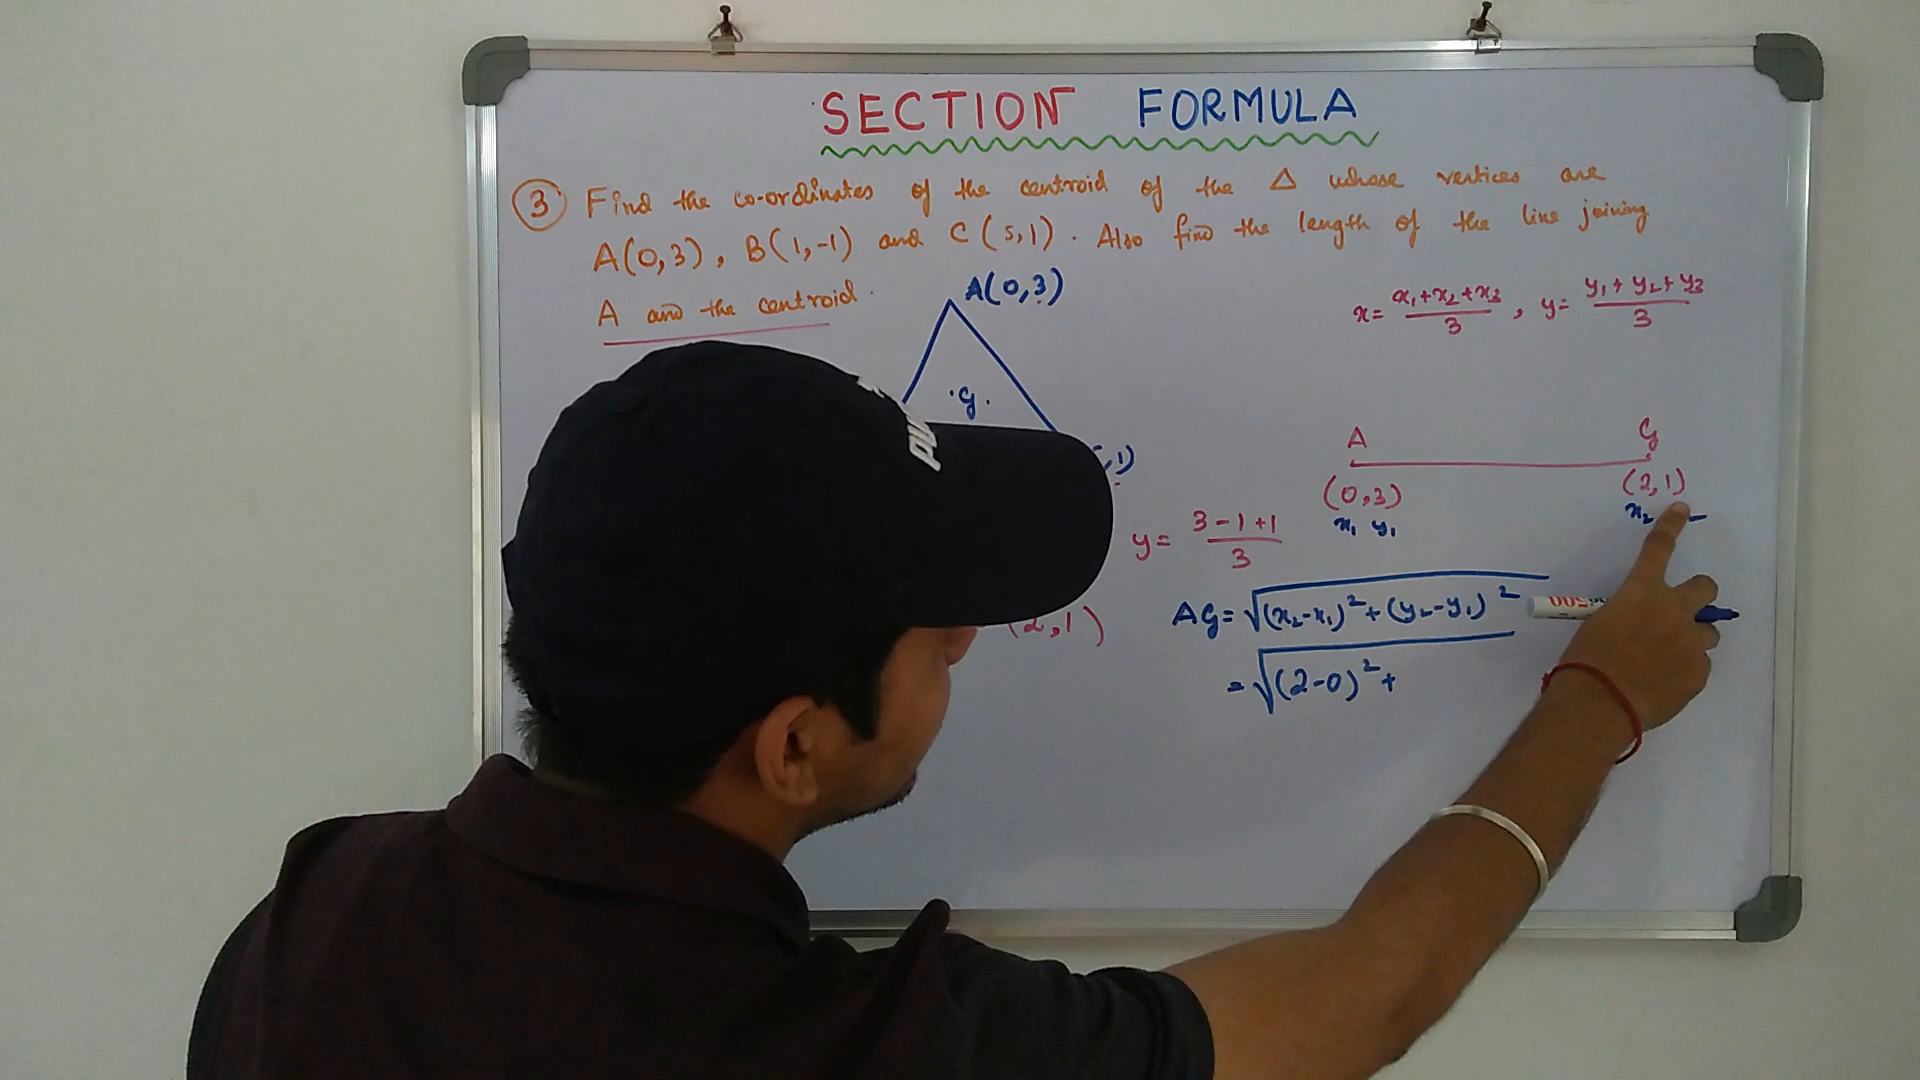 SECTION FORMULA
3 Find the co-ordinates of the centroid of the Δ whose vertices are
A(0,3), B(1,-1) and C(5,1). Also find the length of the line joining
A and the centroid.
A(0,3)
x = x₁+x₂+x₃/3, y = y₁+y₂+y₃/3
.G.
,1)
A G
(0,3) (2,1)
x₁ y₁ x₂
y = 3-1+1/3
(2,1)
AG = √(x₂-x₁)²+(y₂-y₁)²
= √(2-0)²+
500